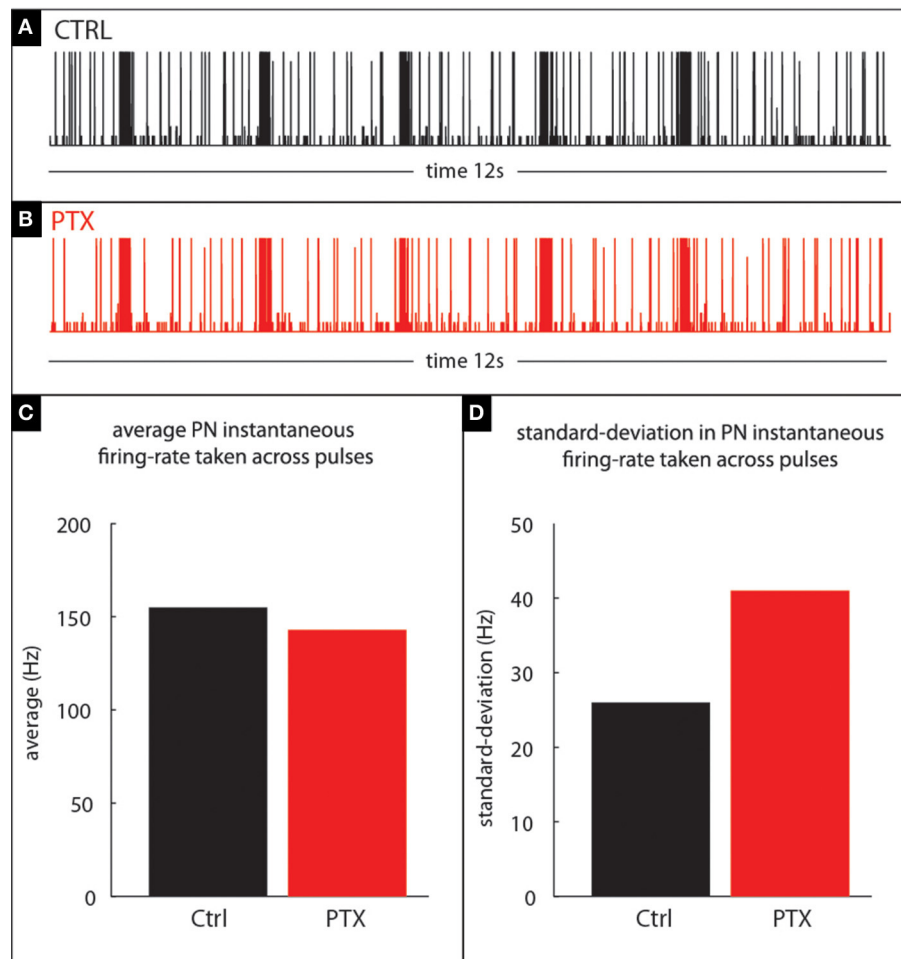 A
CTRL
time 12s
B
PTX
time 12s
C
average PN instantaneous
firing-rate taken across pulses
200
150
100
50
0
average (Hz)
Ctrl
PTX
D
standard-deviation in PN instantaneous
firing-rate taken across pulses
50
40
30
20
10
0
standard-deviation (Hz)
Ctrl
PTX